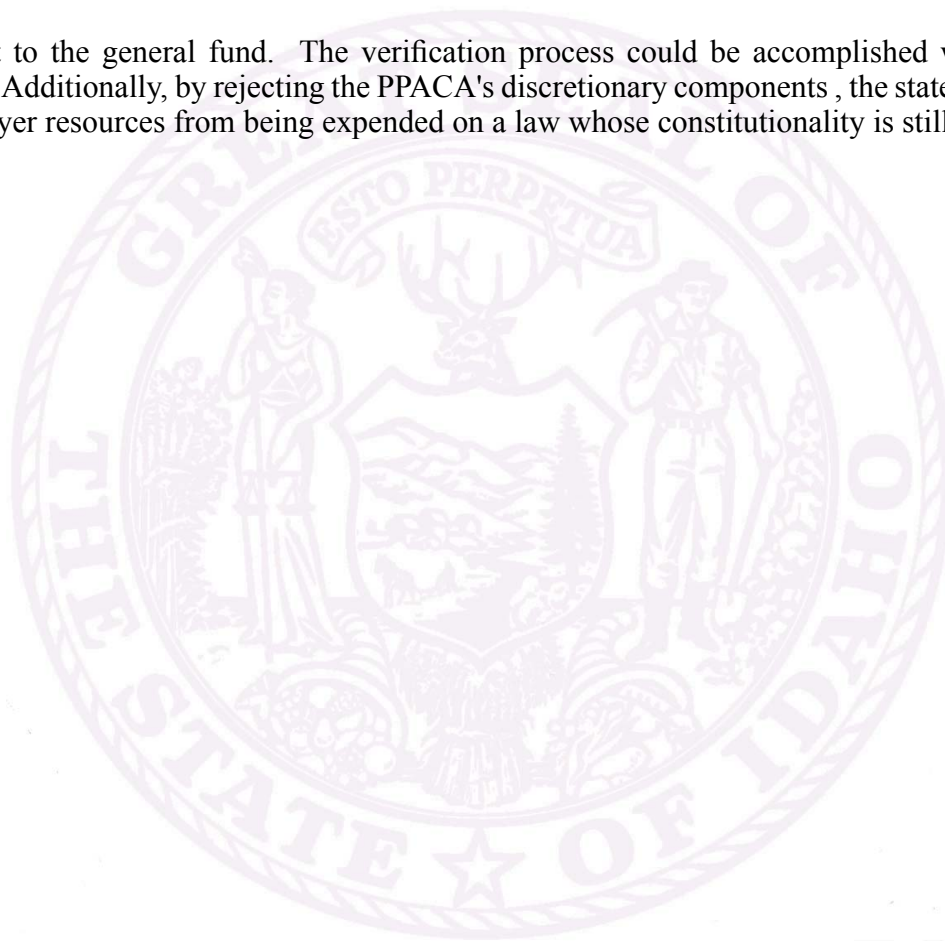 to the general fund. The verification process could be accomplished
Additionally, by rejecting the PPACA's discretionary components , the state
yer resources from being expended on a law whose constitutionality is still
GREAT SEAL OF
ESTO PERPETUA
THE STATE OF IDAHO